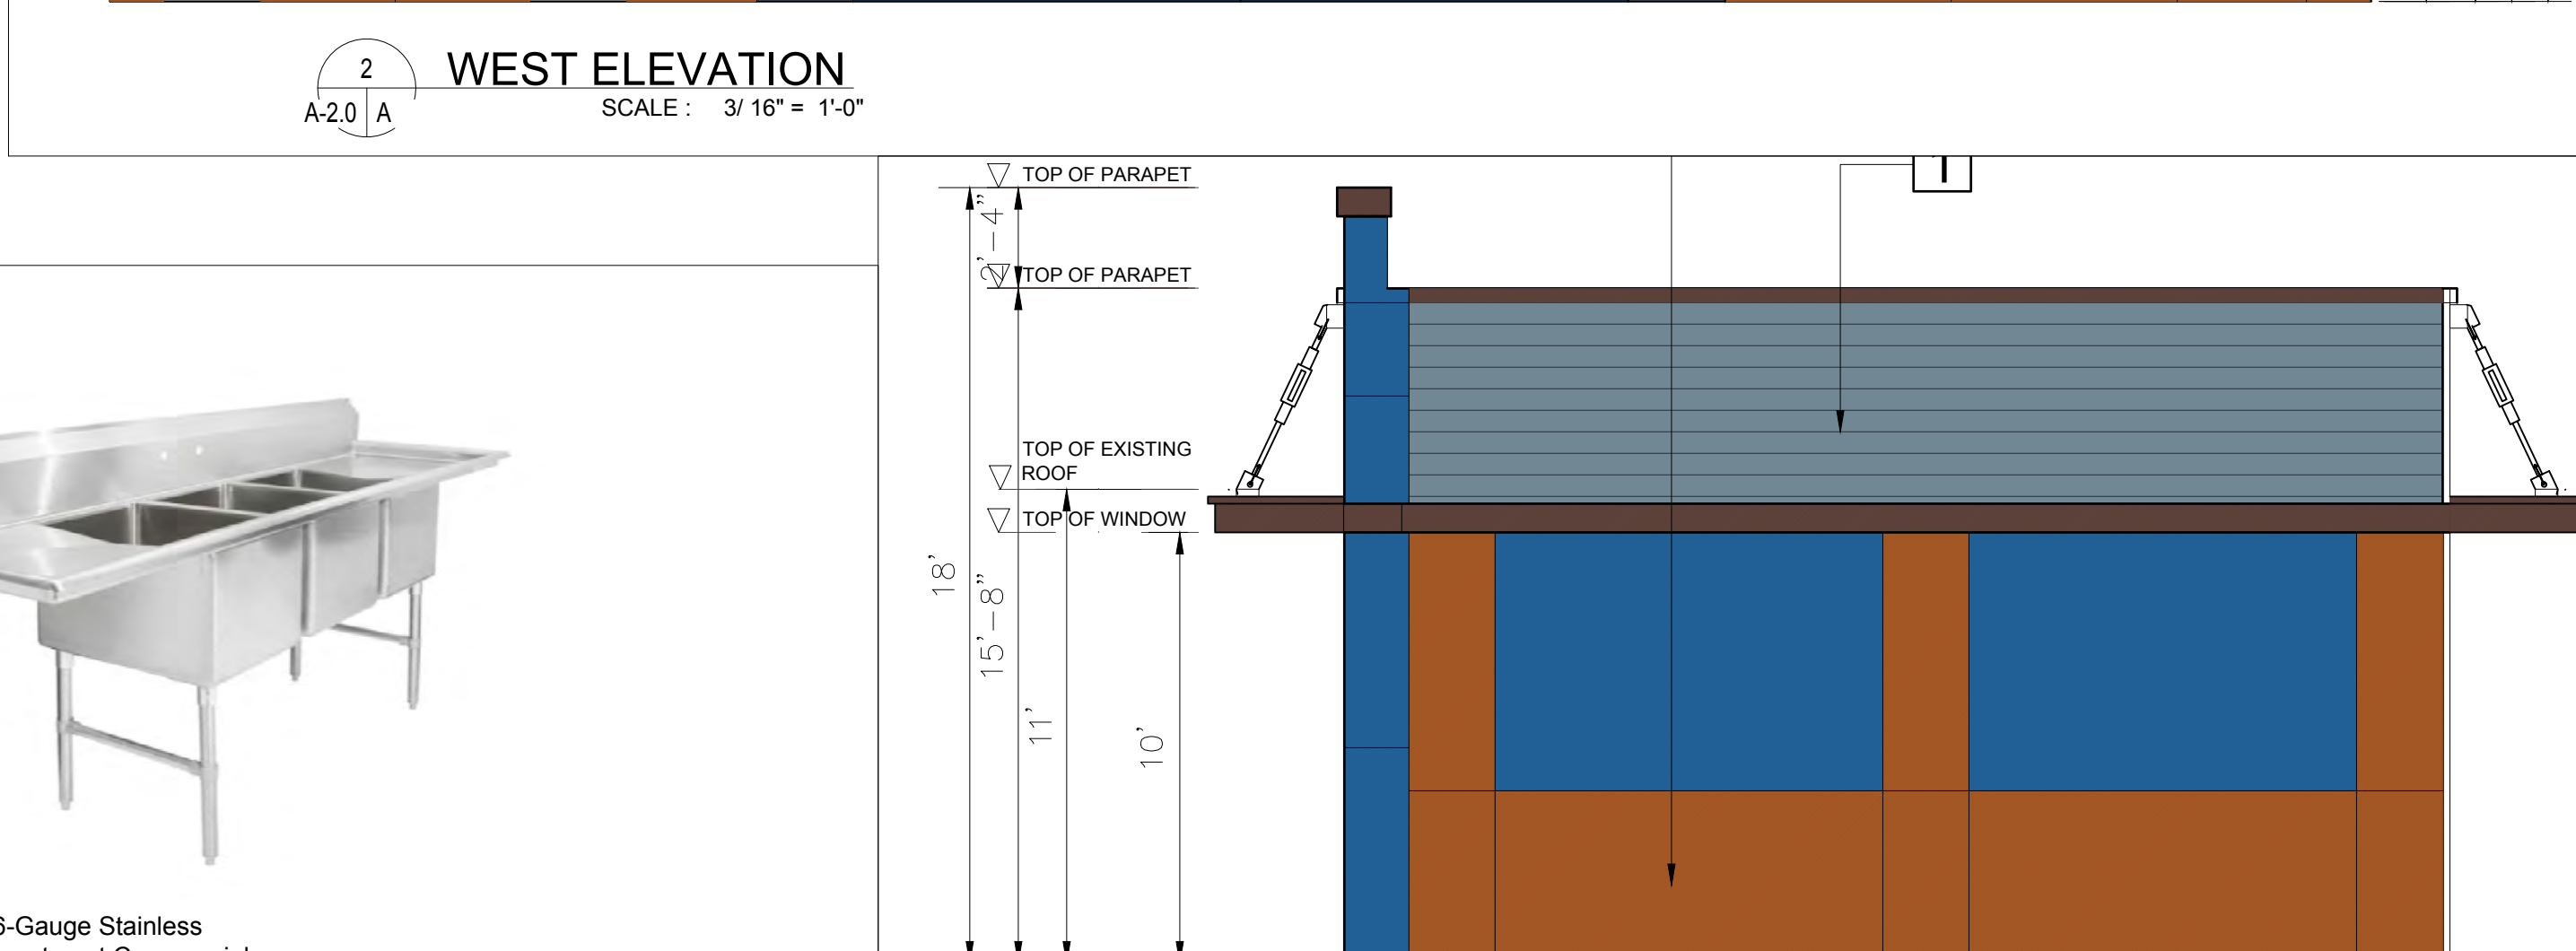 2
WEST ELEVATION
A-2.0 A
SCALE : 3/ 16" = 1'-0"
TOP OF PARAPET
2'-4"
TOP OF PARAPET
TOP OF EXISTING
ROOF
TOP OF WINDOW
18'
15'-8"
11'
10'
6-Gauge Stainless